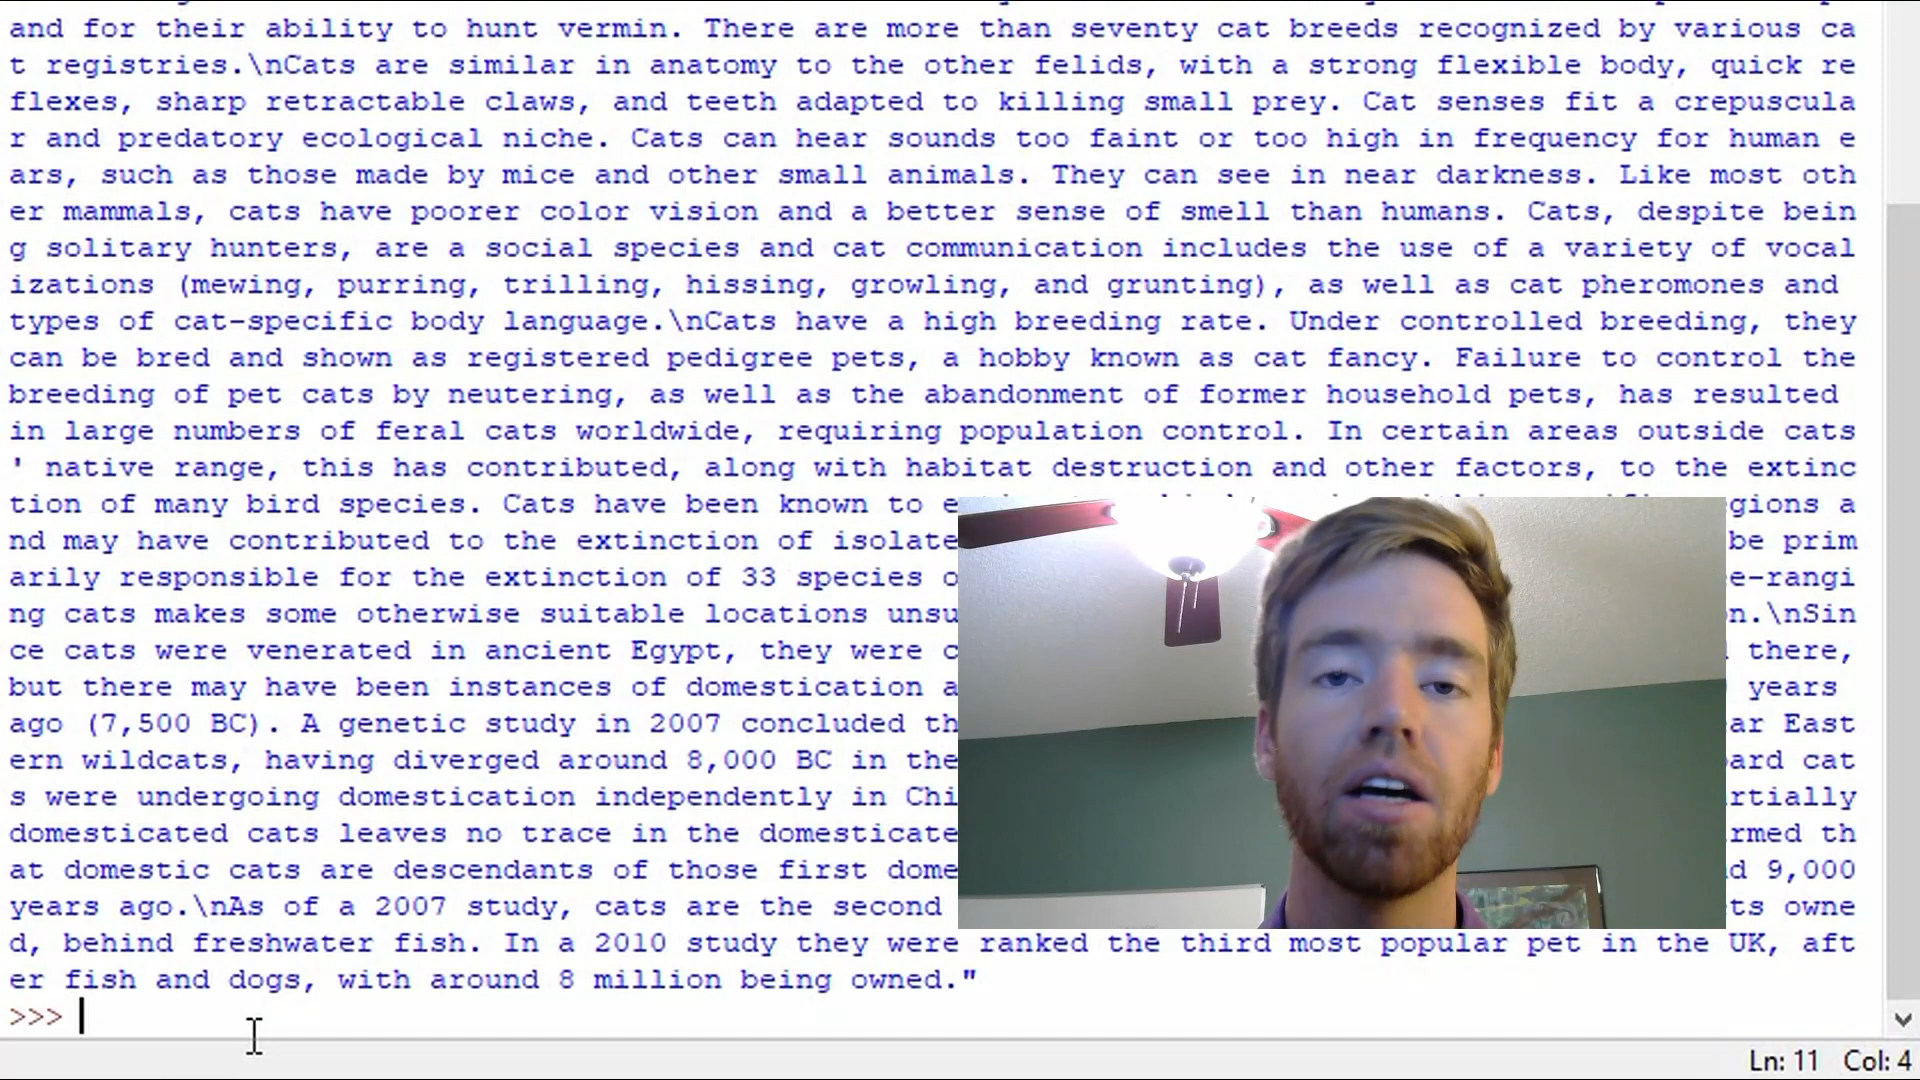 and for their ability to hunt vermin. There are more than seventy cat breeds recognized by various ca
t registries.\nCats are similar in anatomy to the other felids, with a strong flexible body, quick re
flexes, sharp retractable claws, and teeth adapted to killing small prey. Cat senses fit a crepuscula
r and predatory ecological niche. Cats can hear sounds too faint or too high in frequency for human e
ars, such as those made by mice and other small animals. They can see in near darkness. Like most oth
er mammals, cats have poorer color vision and a better sense of smell than humans. Cats, despite bein
g solitary hunters, are a social species and cat communication includes the use of a variety of vocal
izations (mewing, purring, trilling, hissing, growling, and grunting), as well as cat pheromones and
types of cat-specific body language.\nCats have a high breeding rate. Under controlled breeding, they
can be bred and shown as registered pedigree pets, a hobby known as cat fancy. Failure to control the
breeding of pet cats by neutering, as well as the abandonment of former household pets, has resulted
in large numbers of feral cats worldwide, requiring population control. In certain areas outside cats
' native range, this has contributed, along with habitat destruction and other factors, to the extinc
tion of many bird species. Cats have been known to e gions a
nd may have contributed to the extinction of isolate be prim
arily responsible for the extinction of 33 species o e-rangi
ng cats makes some otherwise suitable locations unsu n.\nSin
ce cats were venerated in ancient Egypt, they were c there,
but there may have been instances of domestication a years
ago (7,500 BC). A genetic study in 2007 concluded th ar East
ern wildcats, having diverged around 8,000 BC in the ard cat
s were undergoing domestication independently in Chi rtially
domesticated cats leaves no trace in the domesticate rmed th
at domestic cats are descendants of those first dome d 9,000
years ago.\nAs of a 2007 study, cats are the second ts owne
d, behind freshwater fish. In a 2010 study they were ranked the third most popular pet in the UK, aft
er fish and dogs, with around 8 million being owned."
>>>
Ln: 11 Col: 4